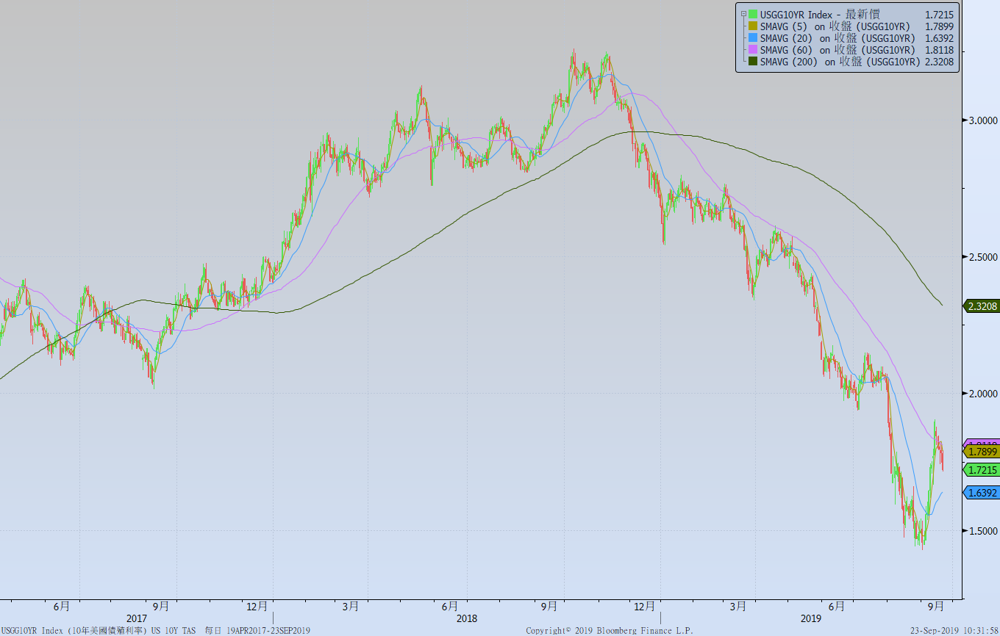 USGG10YR Index - 最新價 1.7215
SMAVG (5) on 收盤 (USGG10YR) 1.7899
SMAVG (20) on 收盤 (USGG10YR) 1.6392
SMAVG (60) on 收盤 (USGG10YR) 1.8118
SMAVG (200) on 收盤 (USGG10YR) 2.3208
3.0000
2.5000
2.3208
2.0000
1.8118
1.7899
1.7215
1.6392
1.5000
6月 9月 12月 3月 6月 9月 12月 3月 6月 9月
2017 2018 2019
USGG10YR Index (10年美國債殖利率) US 10Y TAS 每日 19APR2017-23SEP2019 Copyright© 2019 Bloomberg Finance L.P. 23-Sep-2019 10:31:58